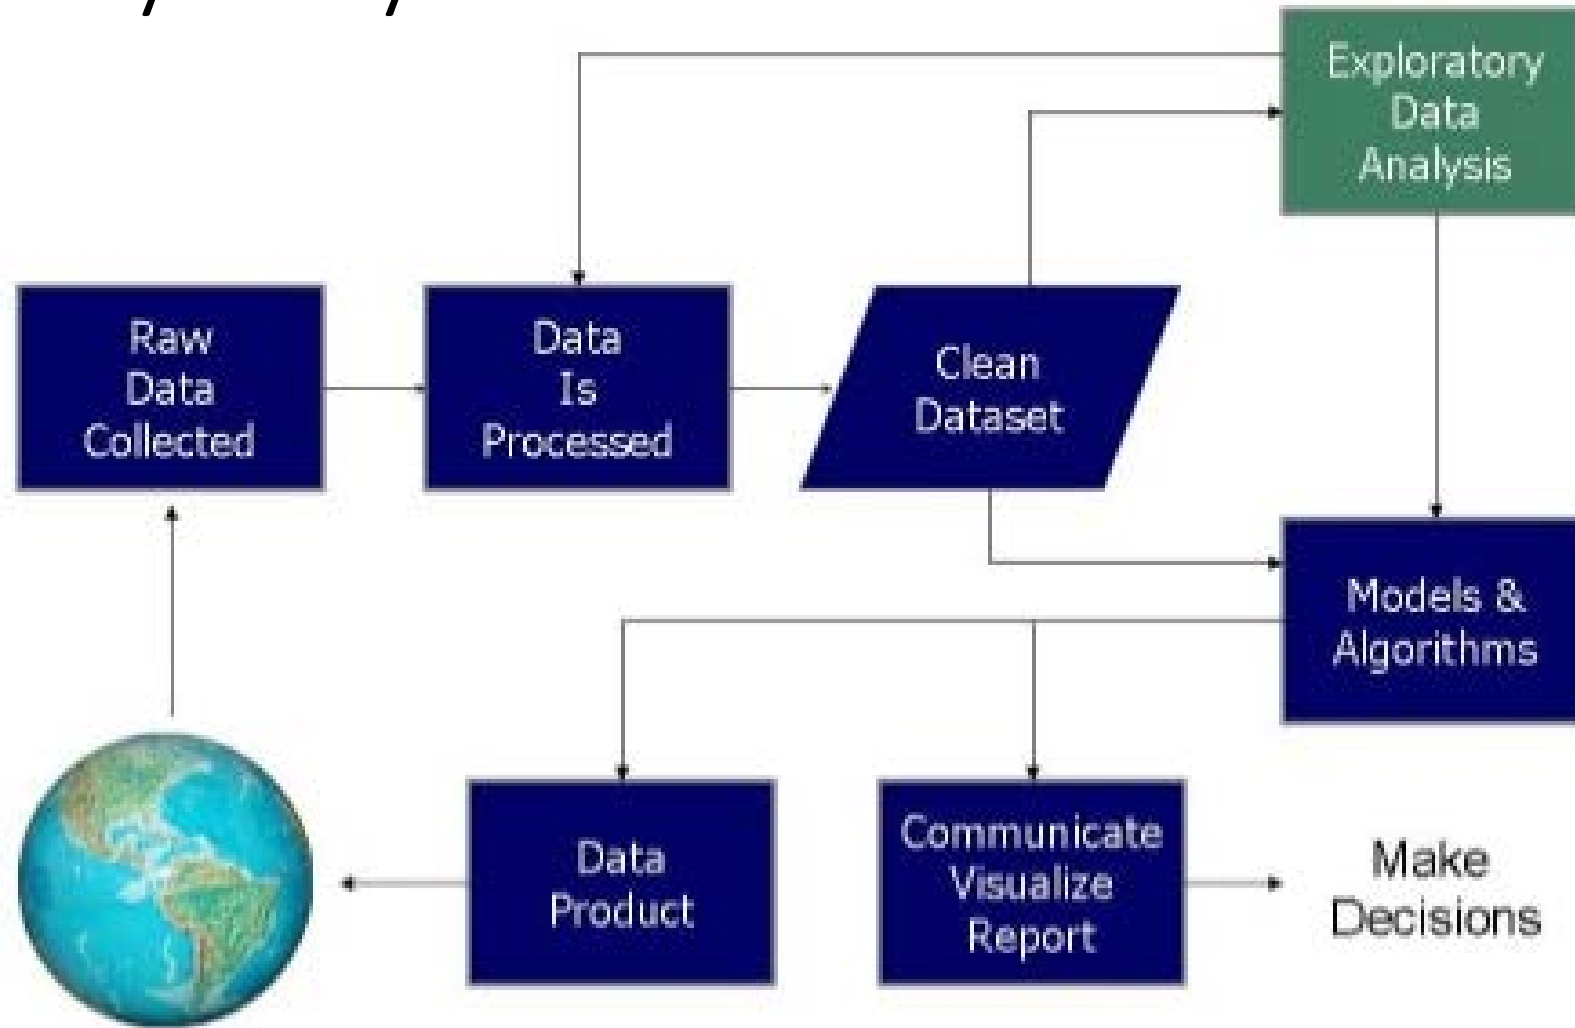 Exploratory
Data
Analysis
Raw
Data
Collected
Data
Is
Processed
Clean
Dataset
Models &
Algorithms
Data
Product
Communicate
Visualize
Report
Make
Decisions